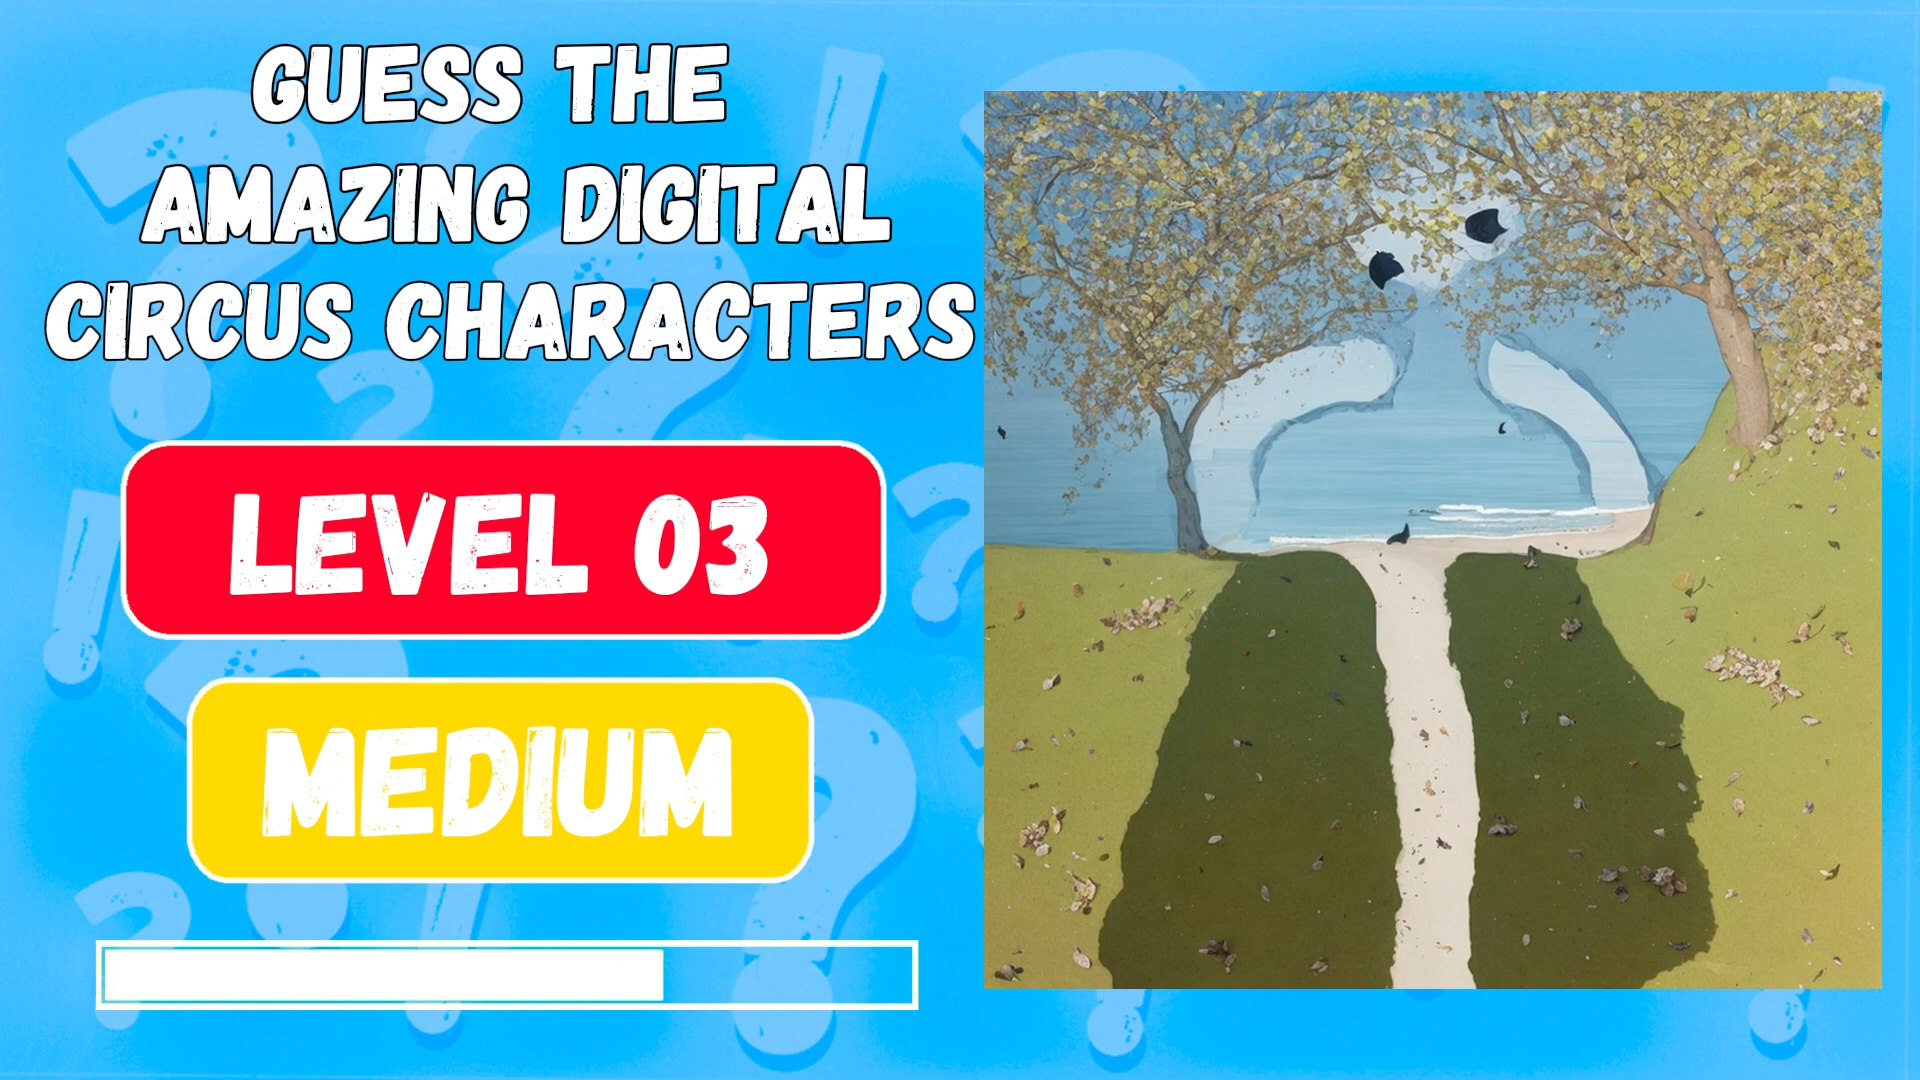 GUESS THE
AMAZING DIGITAL
CIRCUS CHARACTERS
LEVEL 03
MEDIUM